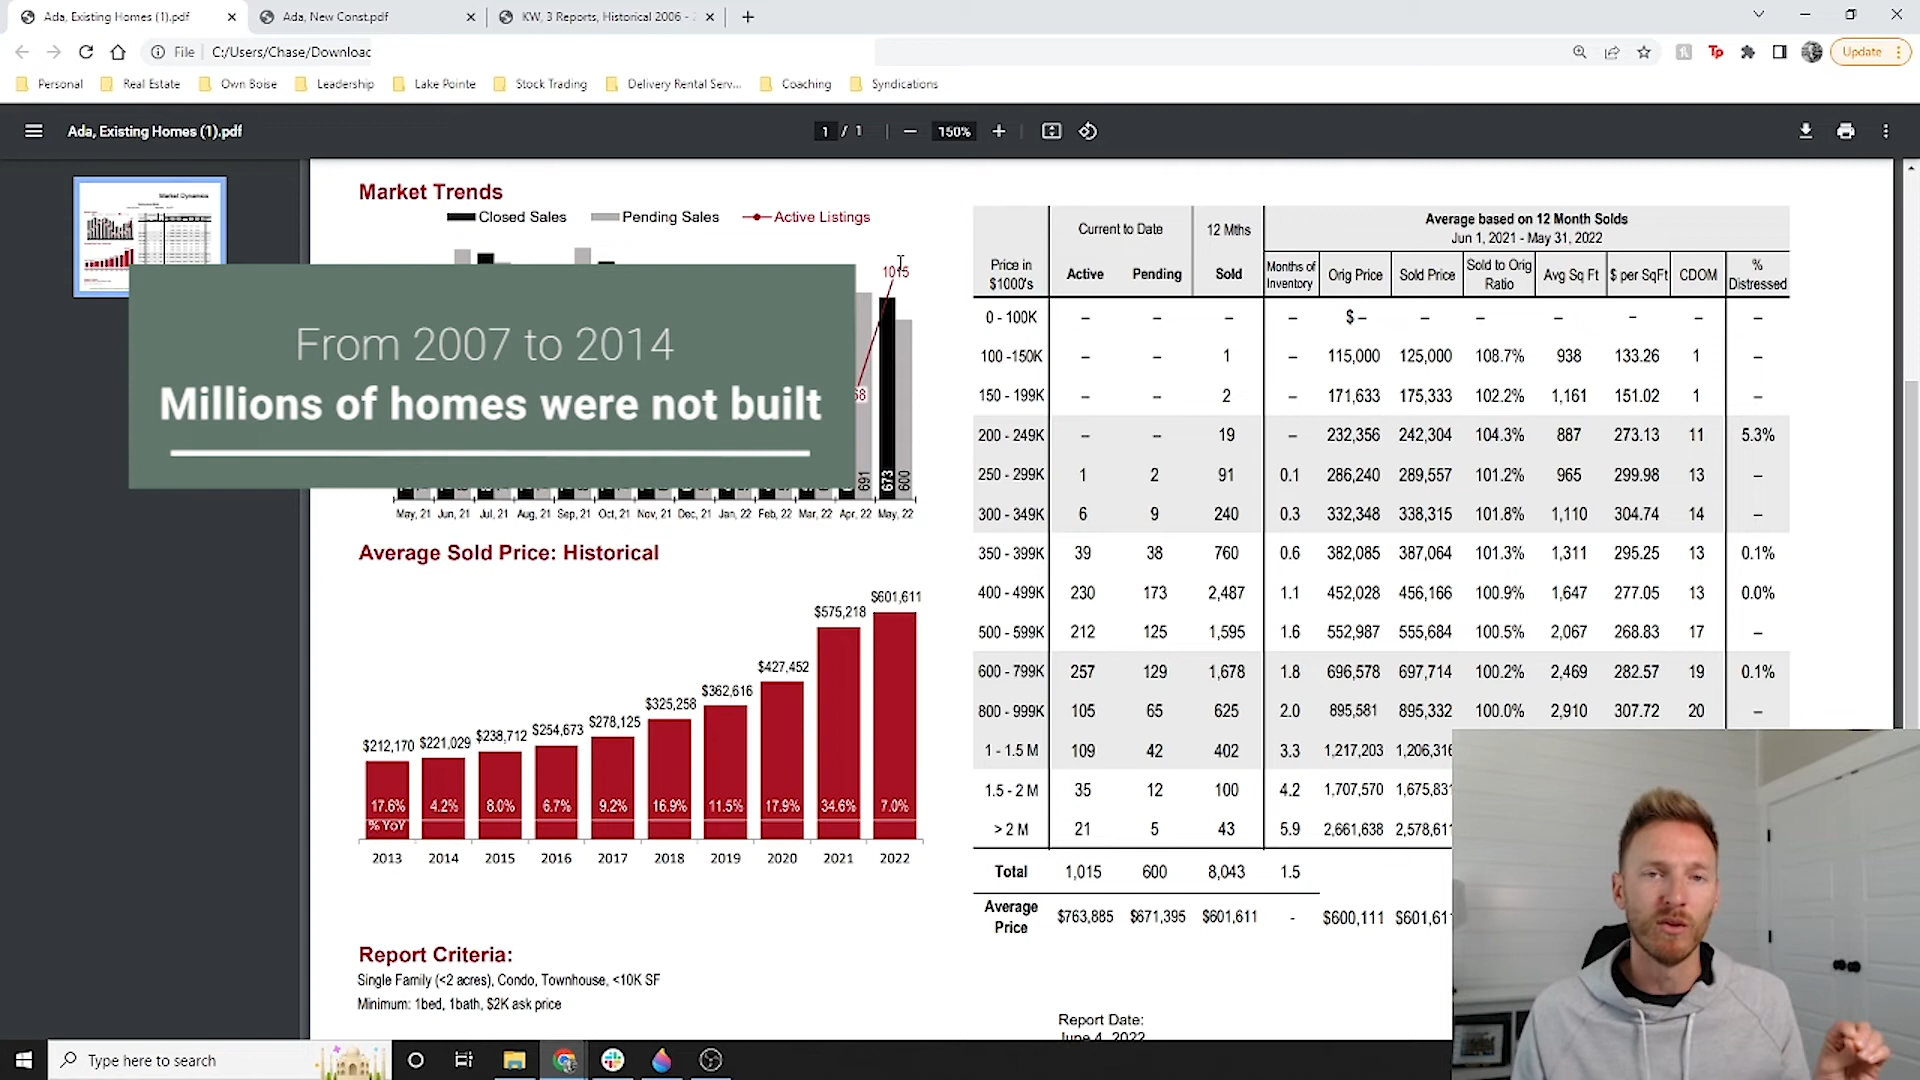 Ada, Existing Homes (1).pdf
Ada, New Const.pdf
KW, 3 Reports, Historical 2006 -
File
C:/Users/Chase/Downloac
Update
Personal
Real Estate
Own Boise
Leadership
Lake Pointe
Stock Trading
Delivery Rental Serv...
Coaching
Syndications
Ada, Existing Homes (1).pdf
1 / 1
150%
Market Trends
Closed Sales Pending Sales Active Listings
1015
From 2007 to 2014
Millions of homes were not built
691
673
600
May, 21 Jun, 21 Jul, 21 Aug, 21 Sep, 21 Oct, 21 Nov, 21 Dec, 21 Jan, 22 Feb, 22 Mar, 22 Apr, 22 May, 22
Average Sold Price: Historical
$212,170 $221,029 $238,712 $254,673 $278,125 $325,258 $362,616 $427,452 $575,218 $601,611
17.6% 4.2% 8.0% 6.7% 9.2% 16.9% 11.5% 17.9% 34.6% 7.0%
% YoY
2013 2014 2015 2016 2017 2018 2019 2020 2021 2022
Report Criteria:
Single Family (<2 acres), Condo, Townhouse, <10K SF
Minimum: 1bed, 1bath, $2K ask price
Market Dynamics
Current to Date 12 Mths Average based on 12 Month Solds
Jun 1, 2021 - May 31, 2022
Price in $1000's Active Pending Sold Months of Inventory Orig Price Sold Price Sold to Orig Ratio Avg Sq Ft $ per SqFt CDOM % Distressed
0 - 100K – – – – $ – – – – – – –
100 -150K – – 1 – 115,000 125,000 108.7% 938 133.26 1 –
150 - 199K – – 2 – 171,633 175,333 102.2% 1,161 151.02 1 –
200 - 249K – – 19 – 232,356 242,304 104.3% 887 273.13 11 5.3%
250 - 299K 1 2 91 0.1 286,240 289,557 101.2% 965 299.98 13 –
300 - 349K 6 9 240 0.3 332,348 338,315 101.8% 1,110 304.74 14 –
350 - 399K 39 38 760 0.6 382,085 387,064 101.3% 1,311 295.25 13 0.1%
400 - 499K 230 173 2,487 1.1 452,028 456,166 100.9% 1,647 277.05 13 0.0%
500 - 599K 212 125 1,595 1.6 552,987 555,684 100.5% 2,067 268.83 17 –
600 - 799K 257 129 1,678 1.8 696,578 697,714 100.2% 2,469 282.57 19 0.1%
800 - 999K 105 65 625 2.0 895,581 895,332 100.0% 2,910 307.72 20 –
1 - 1.5 M 109 42 402 3.3 1,217,203 1,206,316
1.5 - 2 M 35 12 100 4.2 1,707,570 1,675,831
> 2 M 21 5 43 5.9 2,661,638 2,578,611
Total 1,015 600 8,043 1.5
Average Price $763,885 $671,395 $601,611 - $600,111 $601,611
Report Date:
June 4, 2022
Type here to search